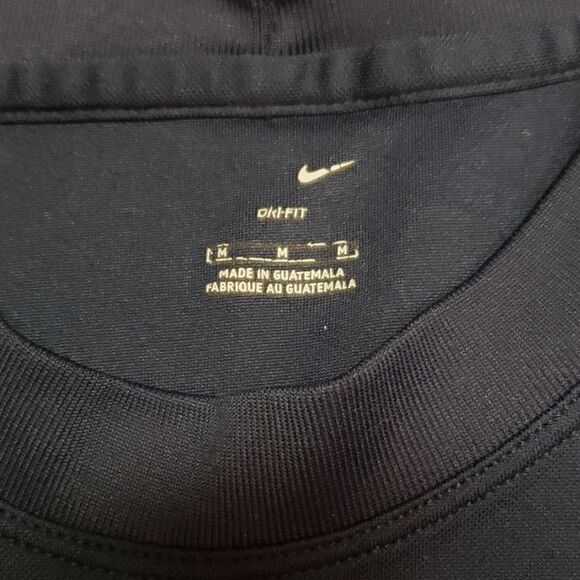 DRI-FIT
M M M
MADE IN GUATEMALA
FABRIQUE AU GUATEMALA